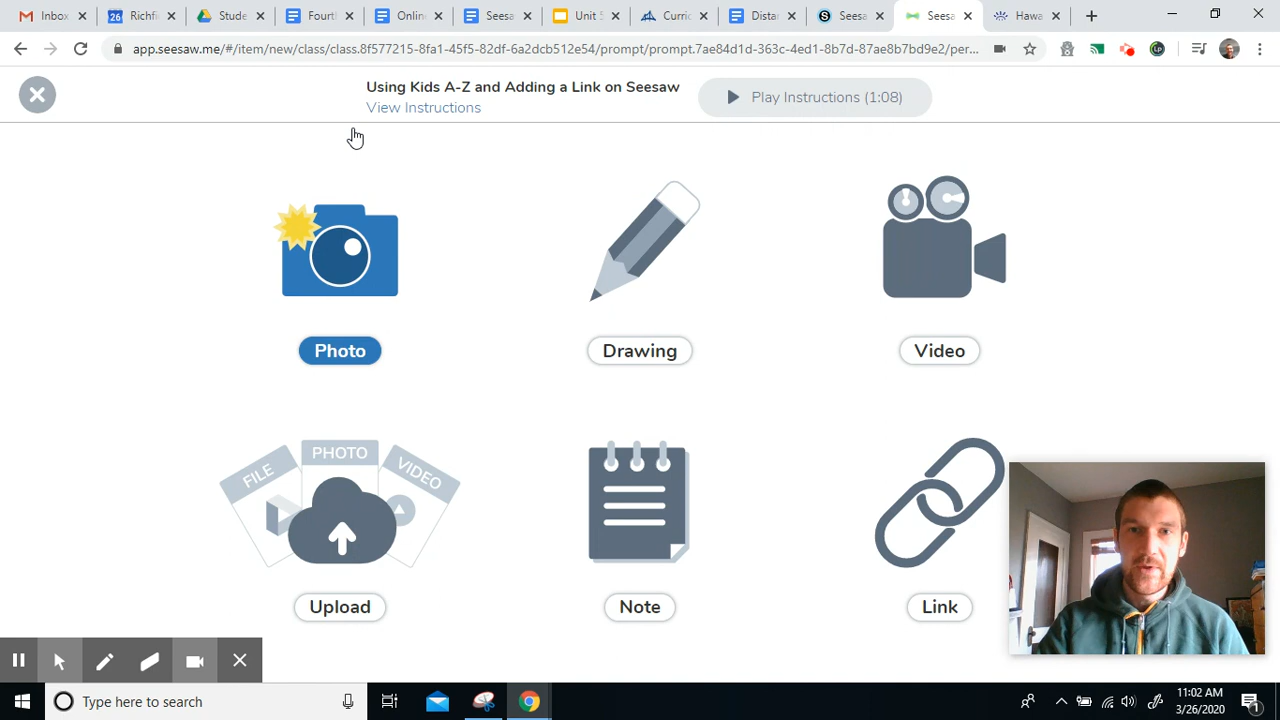 Inbox
Richfi
Stude
Fourt
Onlin
Seesa
Unit
Curric
Distar
Seesa
Seesa
Hawa
app.seesaw.me/#/item/new/class/class.8f577215-8fa1-45f5-82df-6a2dcb512e54/prompt/prompt.7ae84d1d-363c-4ed1-8b7d-87ae8b7bd9e2/per...
Using Kids A-Z and Adding a Link on Seesaw
View Instructions
Play Instructions (1:08)
Photo
Drawing
Video
FILE
PHOTO
VIDEO
Upload
Note
Link
Type here to search
11:02 AM
3/26/2020